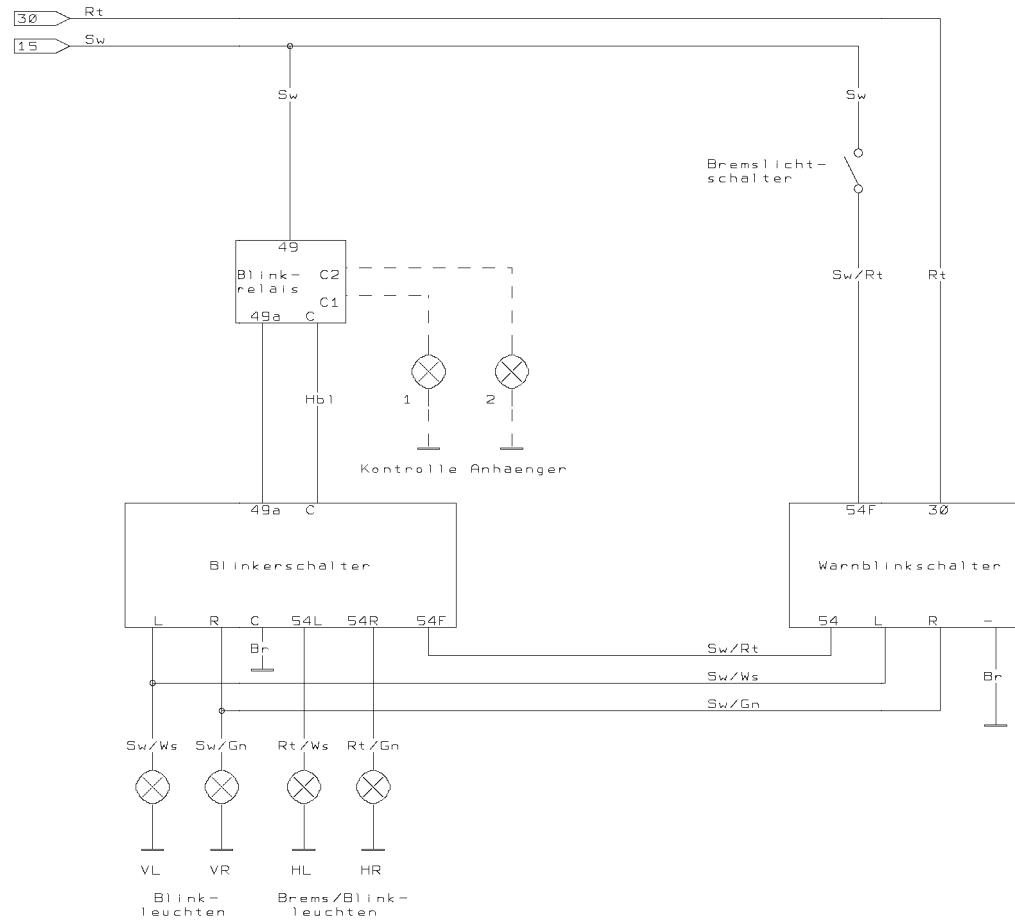 30 Rt
15 Sw
Sw Sw
Bremslicht-
schalter
49
Blink- C2
relais
C1
49a C
Sw/Rt Rt
1 2
Hbl
Kontrolle Anhaenger
49a C
54F 30
Blinkerschalter
Warnblinkschalter
L R C 54L 54R 54F
54 L R -
Br
Sw/Rt
Sw/Ws
Br
Sw/Gn
Sw/Ws Sw/Gn Rt/Ws Rt/Gn
VL VR HL HR
Blink-
leuchten
Brems/Blink-
leuchten